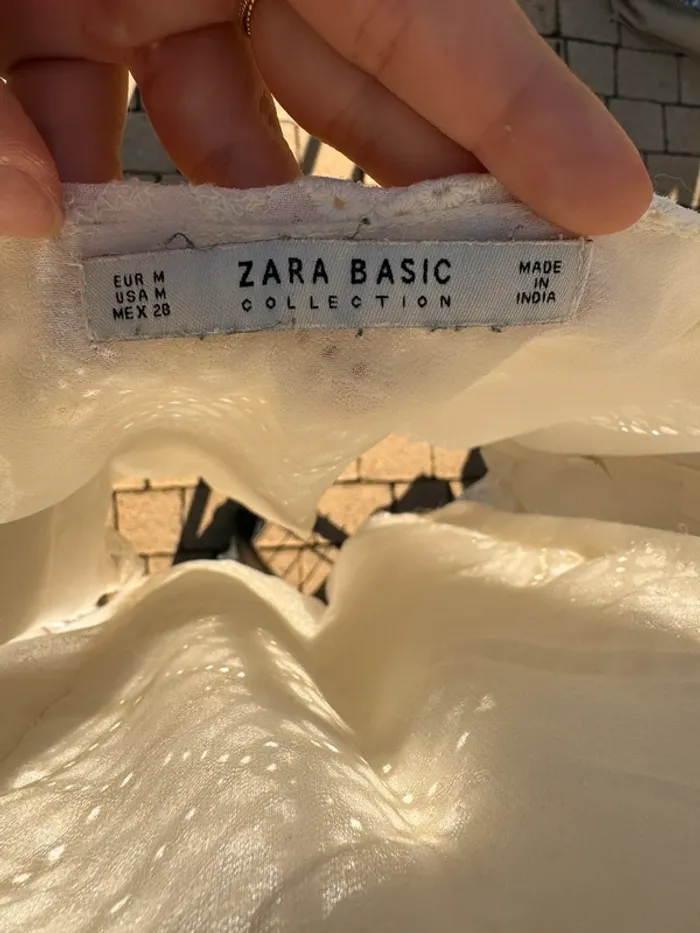 EUR M
USA M
MEX 28
ZARA BASIC
COLLECTION
MADE
IN
INDIA